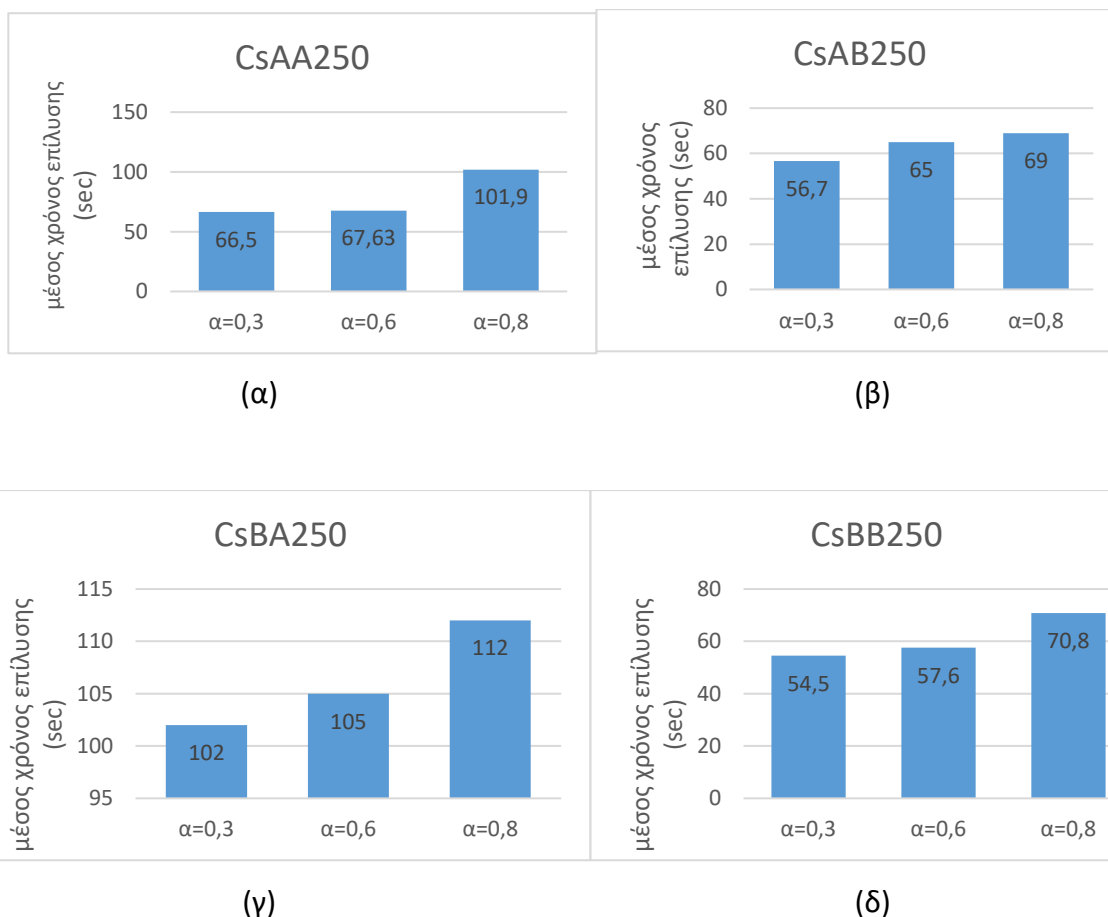 CsAA250
μέσος χρόνος επίλυσης
(sec)
150
100
50
0
66,5
67,63
101,9
α=0,3
α=0,6
α=0,8
(α)
CsAB250
μέσος χρόνος
επίλυσης (sec)
80
60
40
20
0
56,7
65
69
α=0,3
α=0,6
α=0,8
(β)
CsBA250
μέσος χρόνος επίλυσης
(sec)
115
110
105
100
95
102
105
112
α=0,3
α=0,6
α=0,8
(γ)
CsBB250
μέσος χρόνος επίλυσης
(sec)
80
60
40
20
0
54,5
57,6
70,8
α=0,3
α=0,6
α=0,8
(δ)